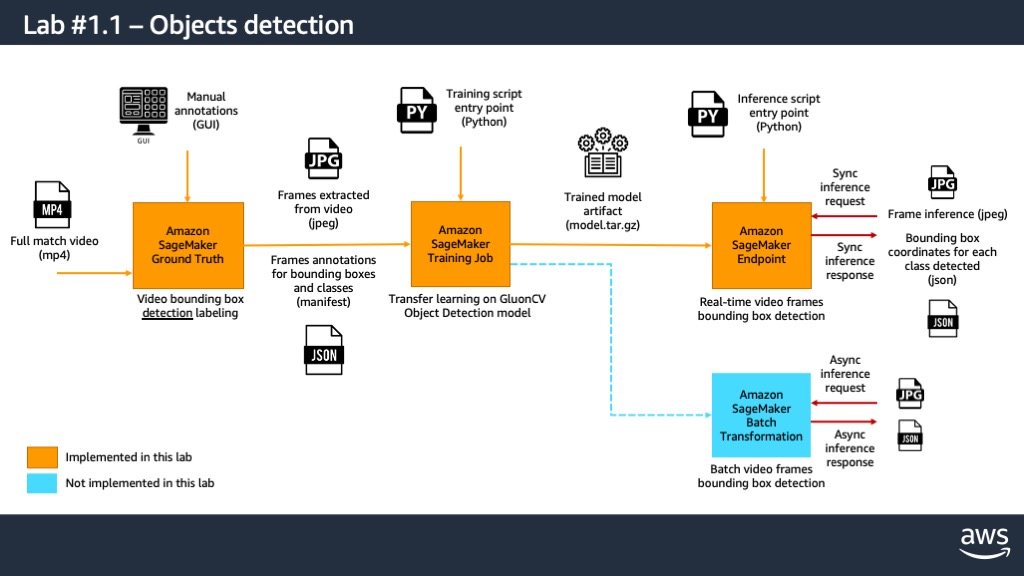 Lab #1.1 – Objects detection
GUI
Manual
annotations
(GUI)
MP4
Full match video
(mp4)
Amazon
SageMaker
Ground Truth
Video bounding box
detection labeling
JPG
Frames extracted
from video
(jpeg)
Frames annotations
for bounding boxes
and classes
(manifest)
JSON
PY
Training script
entry point
(Python)
Amazon
SageMaker
Training Job
Transfer learning on GluonCV
Object Detection model
Trained model
artifact
(model.tar.gz)
PY
Inference script
entry point
(Python)
Amazon
SageMaker
Endpoint
Real-time video frames
bounding box detection
Sync
inference
request
Sync
inference
response
JPG
Frame inference (jpeg)
Bounding box
coordinates for each
class detected
(json)
JSON
Amazon
SageMaker
Batch
Transformation
Batch video frames
bounding box detection
Async
inference
request
Async
inference
response
JPG
JSON
Implemented in this lab
Not implemented in this lab
aws